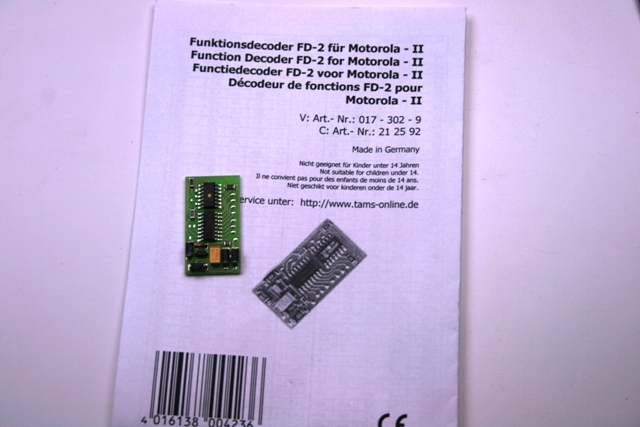 Funktionsdecoder FD-2 für Motorola - II
Function Decoder FD-2 for Motorola - II
Functiedecoder FD-2 voor Motorola - II
Décodeur de fonctions FD-2 pour
Motorola - II
V: Art.- Nr.: 017 - 302 - 9
C: Art.- Nr.: 21 25 92
Made in Germany
Nicht geeignet für Kinder unter 14 Jahren
Not suitable for children under 14.
Il ne convient pas pour des enfants de moins de 14 ans.
Niet geschikt voor kinderen onder de 14 jaar.
ervice unter: http://www.tams-online.de
4 016138 004236
CE